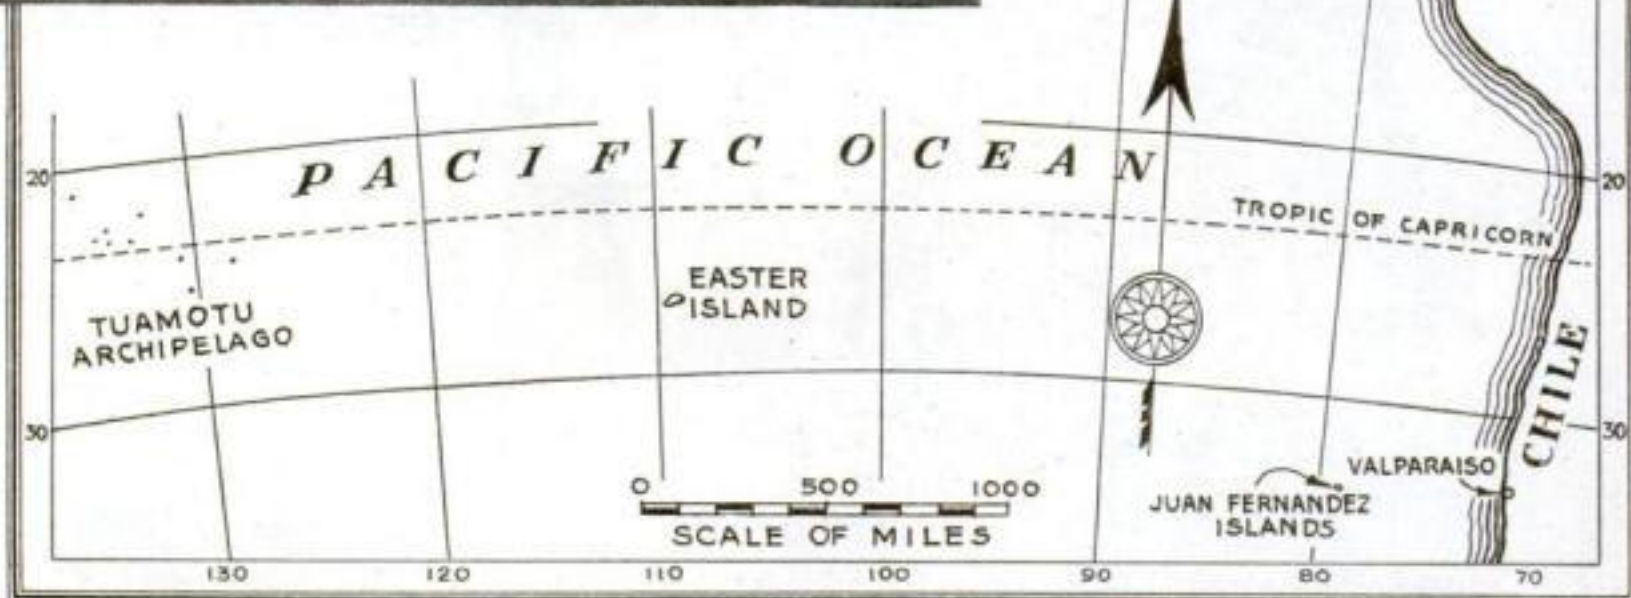 PACIFIC OCEAN
20
20
TROPIC OF CAPRICORN
EASTER
ISLAND
TUAMOTU
ARCHIPELAGO
CHILE
30
30
VALPARAISO
JUAN FERNANDEZ
ISLANDS
0 500 1000
SCALE OF MILES
130 120 110 100 90 80 70